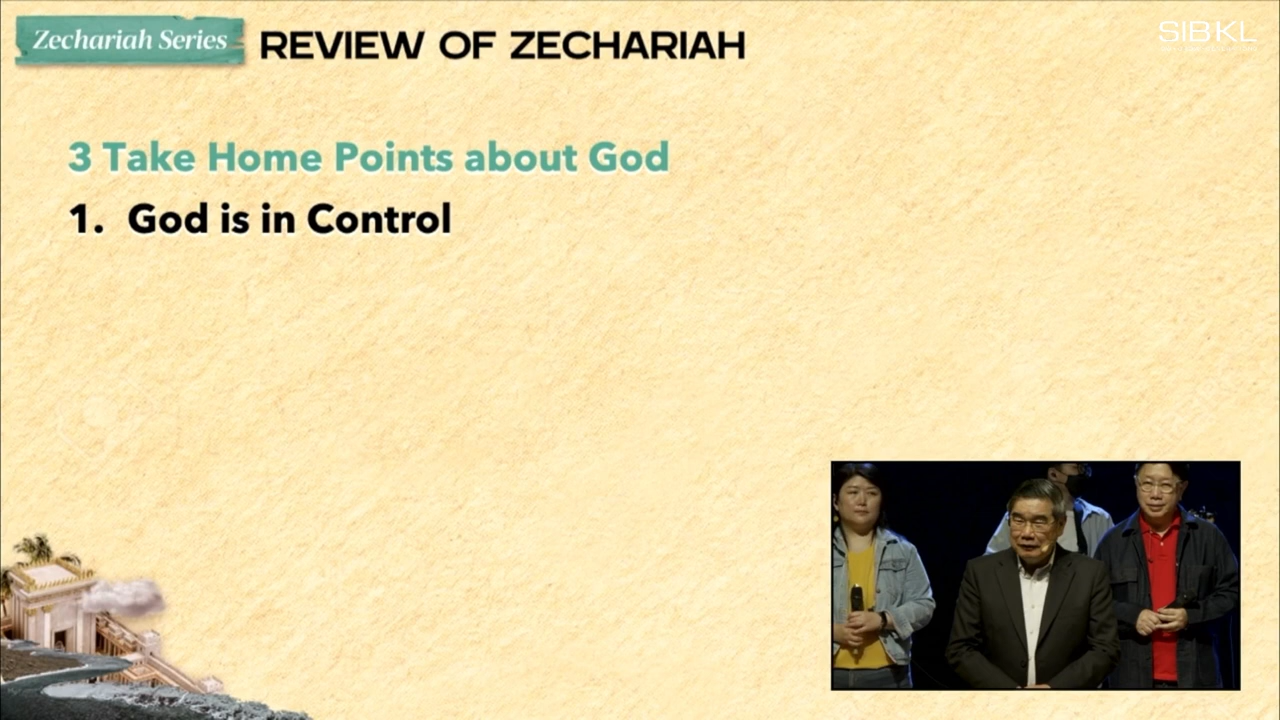 Zechariah Series
REVIEW OF ZECHARIAH
SIBKL
3 Take Home Points about God
1. God is in Control